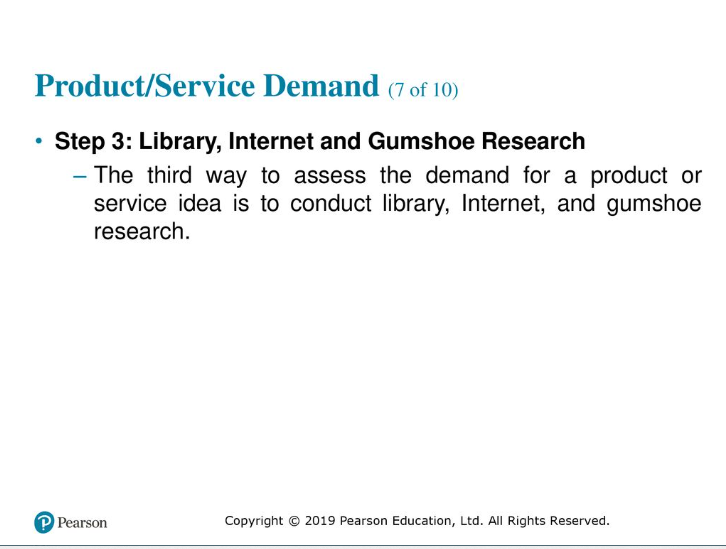 Product/Service Demand (7 of 10)
• Step 3: Library, Internet and Gumshoe Research
– The third way to assess the demand for a product or
service idea is to conduct library, Internet, and gumshoe
research.
Pearson
Copyright © 2019 Pearson Education, Ltd. All Rights Reserved.